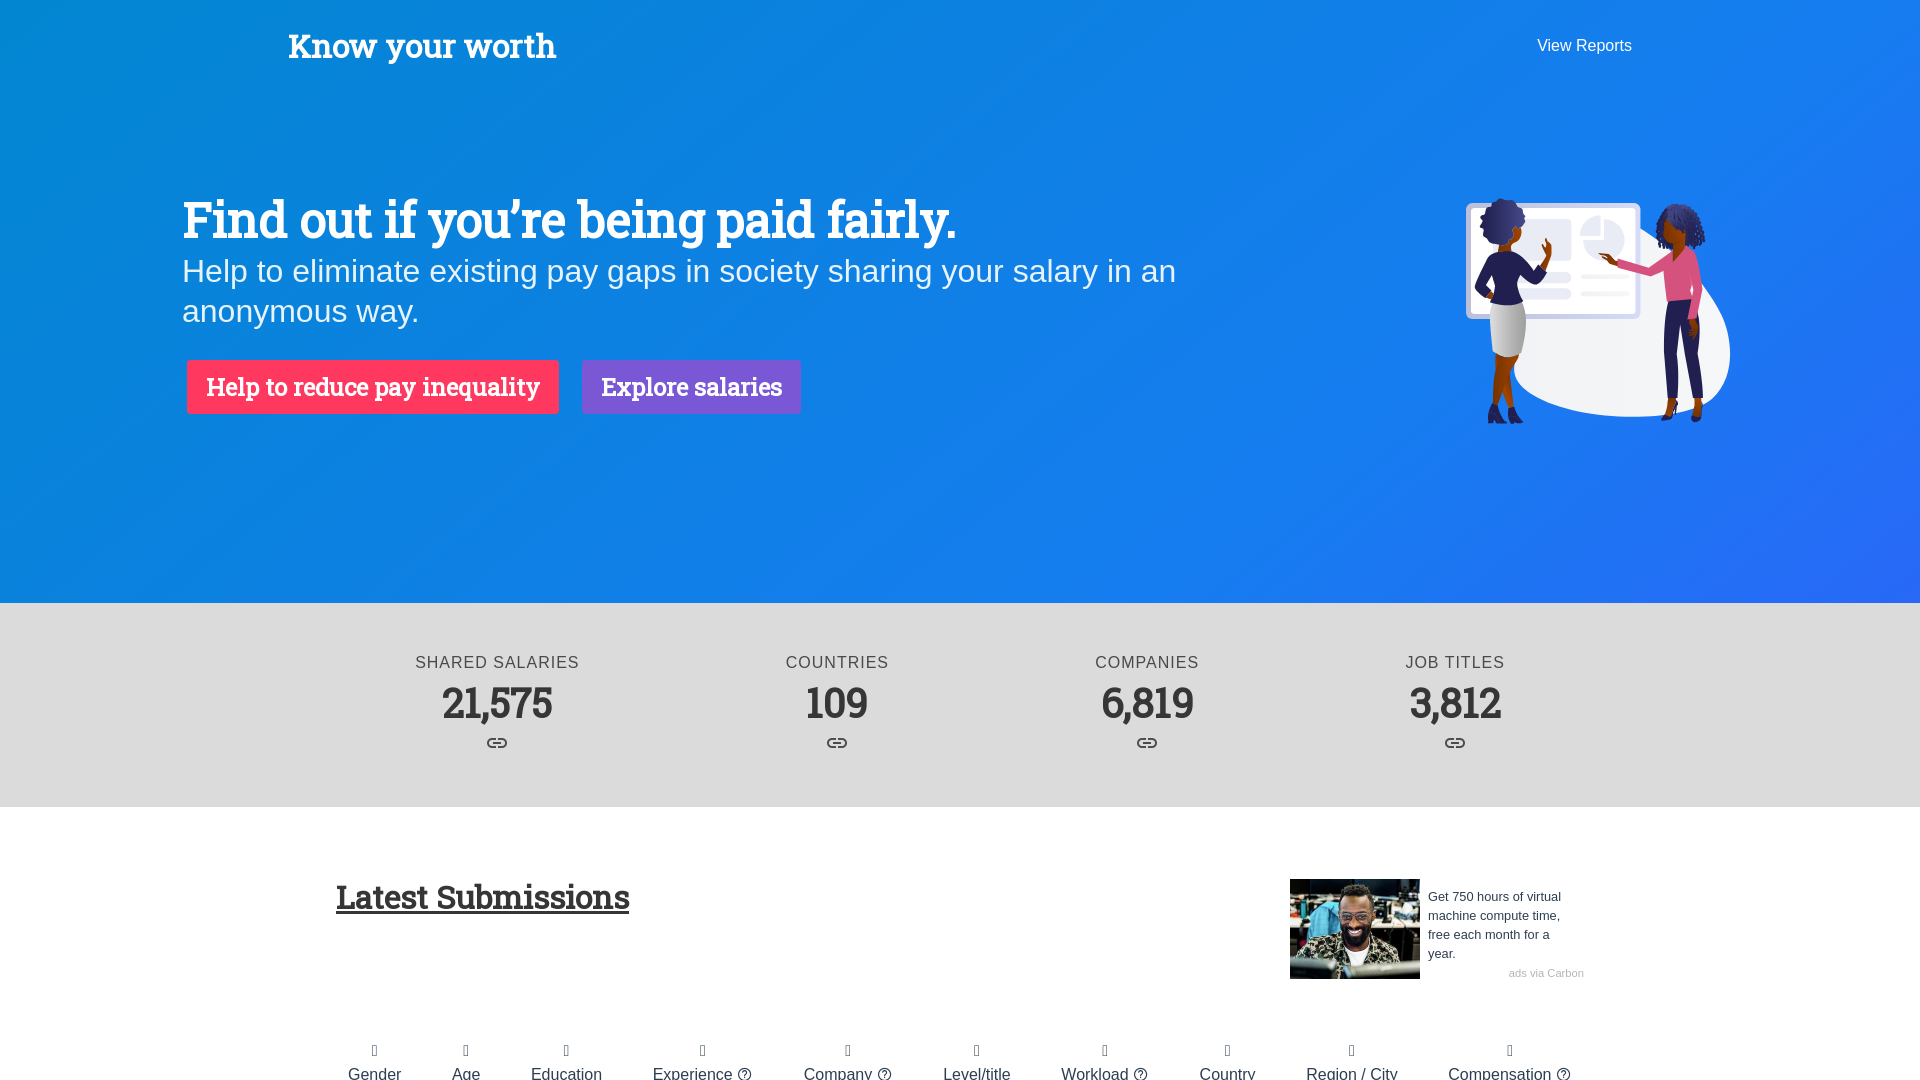 Know your worth
View Reports
Find out if you're being paid fairly.
Help to eliminate existing pay gaps in society sharing your salary in an
anonymous way.
Help to reduce pay inequality
Explore salaries
SHARED SALARIES
21,575
COUNTRIES
109
COMPANIES
6,819
JOB TITLES
3,812
Latest Submissions
Get 750 hours of virtual
machine compute time,
free each month for a
year.
ads via Carbon
Gender
Age
Education
Experience
Company
Level/title
Workload
Country
Region / City
Compensation